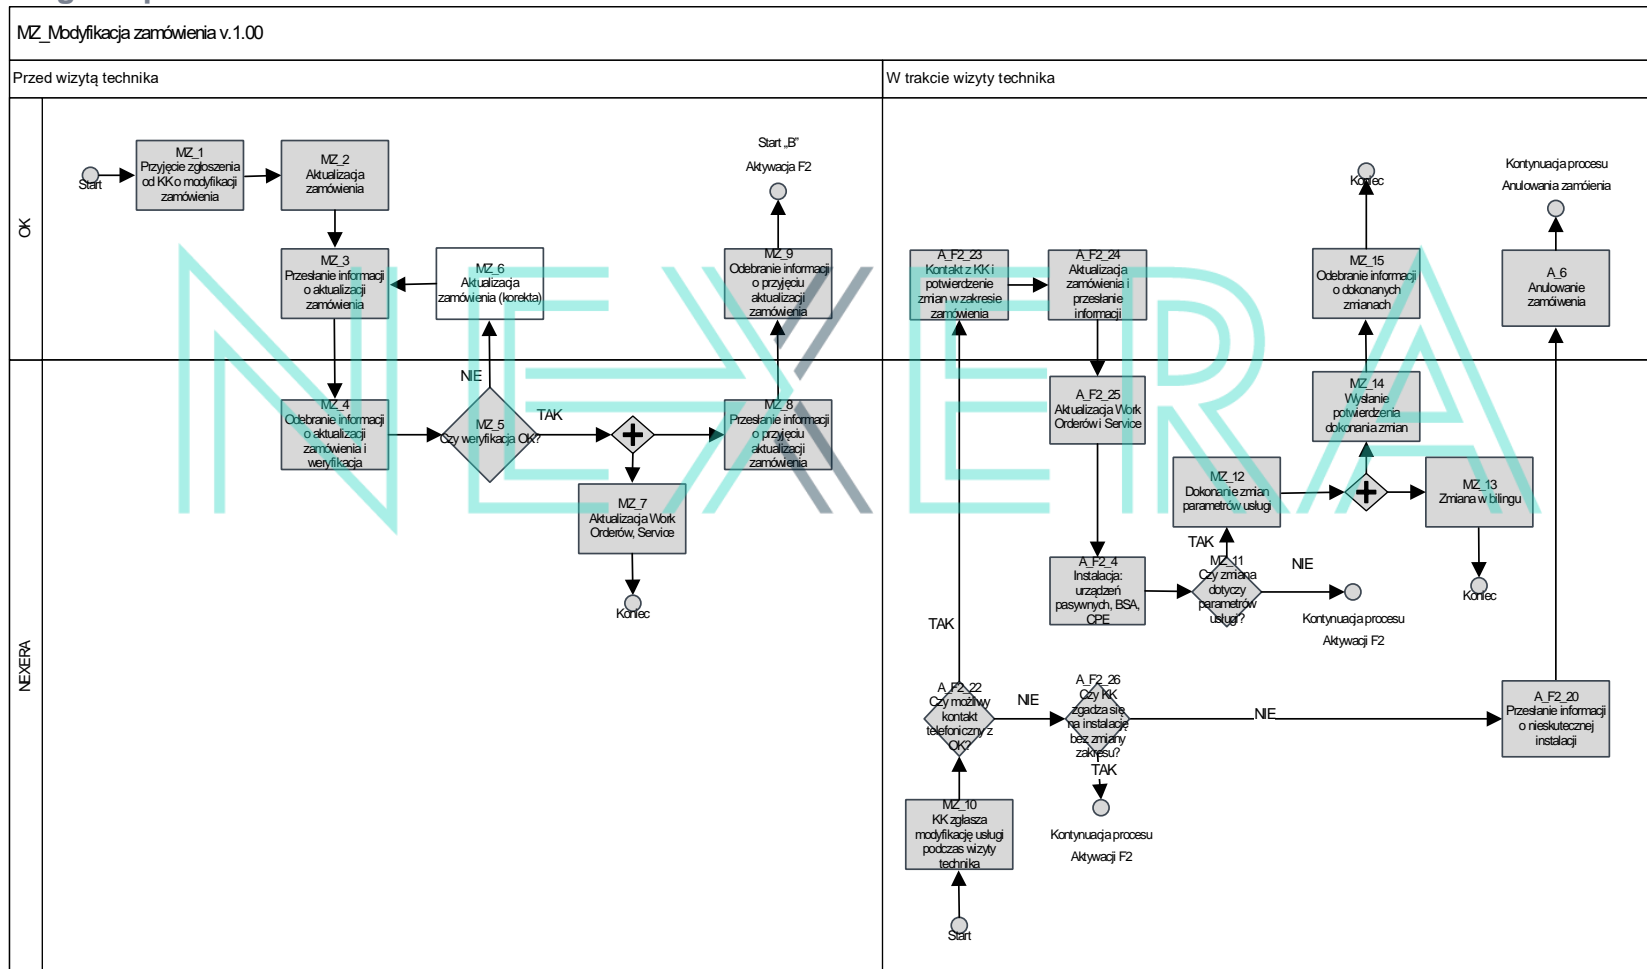 MZ_Modyfikacja zamówienia v.1.00
Przed wizytą technika
W trakcie wizyty technika
OK
NEXERA
Start
MZ_1
Przyjęcie zgłoszenia
od KK o modyfikacji
zamówienia
MZ_2
Aktualizacja
zamówienia
MZ_3
Przesłanie informacji
o aktualizacji
zamówienia
MZ_6
Aktualizacja
zamówienia (korekta)
Start „B”
Aktywacja F2
MZ_9
Odebranie informacji
o przyjęciu
aktualizacji
zamówienia
MZ_4
Odebranie informacji
o aktualizacji
zamówienia i
weryfikacja
NIE
MZ_5
Czy weryfikacja OK?
TAK
MZ_8
Przesłanie informacji
o przyjęciu
aktualizacji
zamówienia
MZ_7
Aktualizacja Work
Orderów, Service
Koniec
A_F2_23
Kontakt z KK i
potwierdzenie
zmian w zakresie
zamówienia
A_F2_24
Aktualizacja
zamówienia i
przesłanie
informacji
Koniec
MZ_15
Odebranie informacji
o dokonanych
zmianach
Kontynuacja procesu
Anulowania zamóienia
A_6
Anulowanie
zamóiwenia
A_F2_25
Aktualizacja Work
Orderów i Service
MZ_14
Wysłanie
potwierdzenia
dokonania zmian
MZ_12
Dokonanie zmian
parametrów usługi
MZ_13
Zmiana w bilingu
Koniec
A_F2_4
Instalacja:
urządzeń
pasywnych, BSA,
CPE
TAK
MZ_11
Czy zmiana
dotyczy
parametrów
usługi?
NIE
Kontynuacja procesu
Aktywacji F2
TAK
A_F2_22
Czy możliwy
kontakt
telefoniczny z
OK?
NIE
A_F2_26
Czy KK
zgadza się
na instalację
bez zmiany
zakresu?
NIE
TAK
Kontynuacja procesu
Aktywacji F2
A_F2_20
Przesłanie informacji
o nieskutecznej
instalacji
MZ_10
KK zgłasza
modyfikację usługi
podczas wizyty
technika
Start
NEXERA